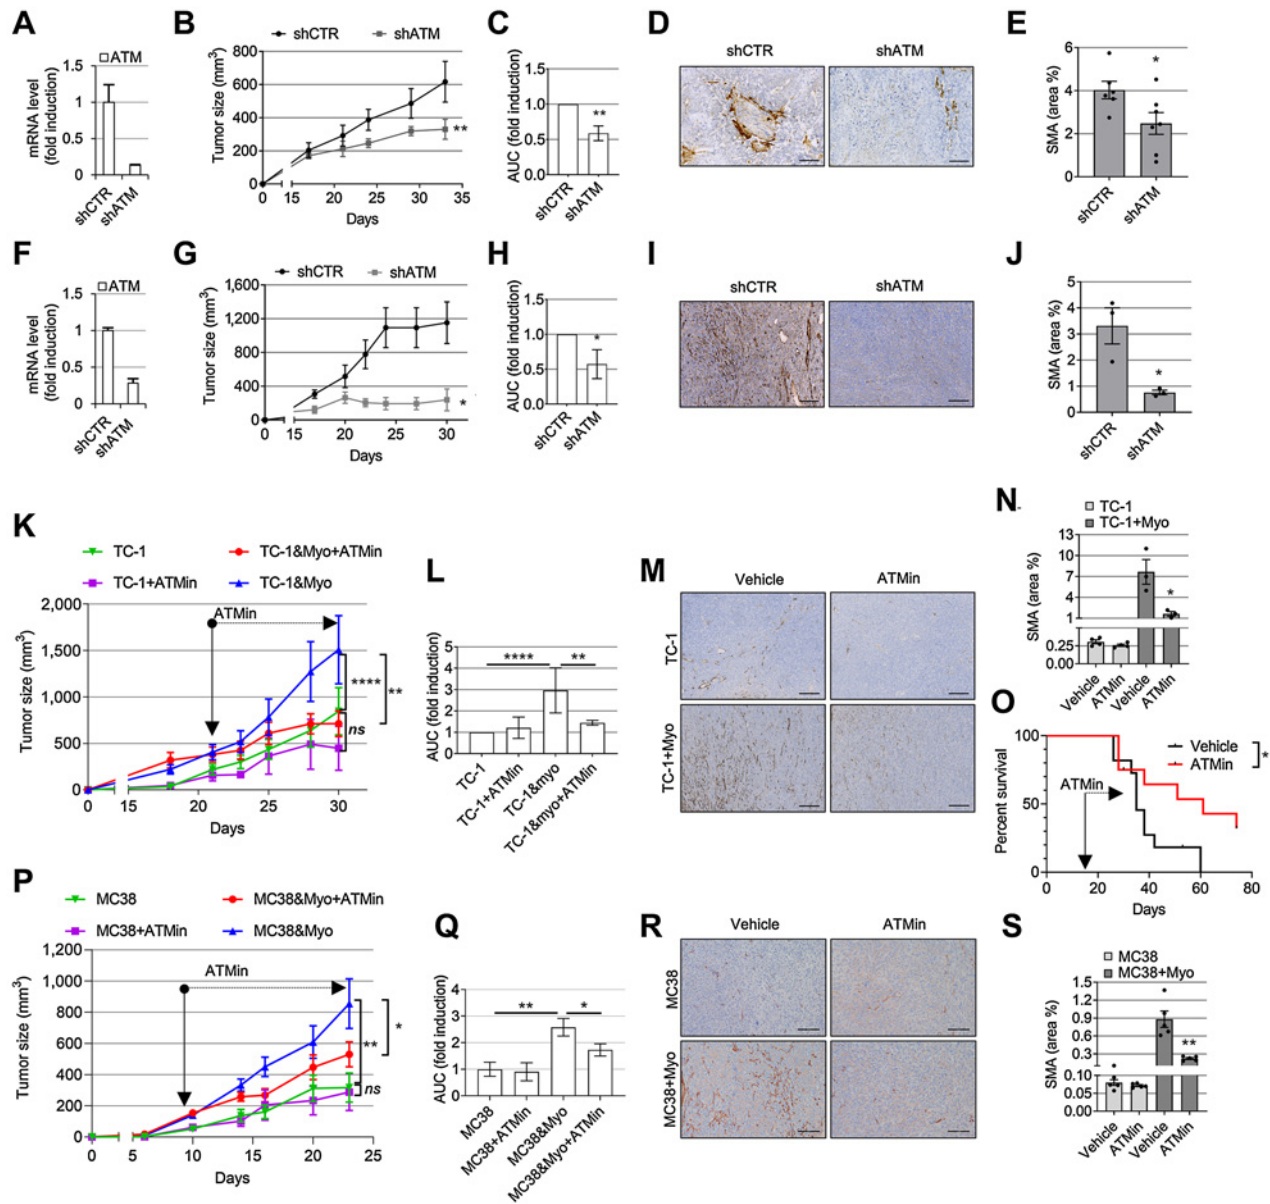 A
ATM
mRNA level
(fold induction)
1.5
1
0.5
0
shCTR
shATM
B
shCTR
shATM
Tumor size (mm³)
800
600
400
200
0
0
15
20
25
30
35
**
Days
C
AUC (fold induction)
1.5
1.0
0.5
0.0
**
shCTR
shATM
D
shCTR
shATM
E
SMA (area %)
6
4
2
0
*
shCTR
shATM
F
ATM
mRNA level
(fold induction)
1.5
1
0.5
0
shCTR
shATM
G
shCTR
shATM
Tumor size (mm³)
1,600
1,200
800
400
0
0
15
20
25
30
*
Days
H
AUC (fold induction)
1.5
1.0
0.5
0.0
*
shCTR
shATM
I
shCTR
shATM
J
SMA (area %)
5
4
3
2
1
0
*
shCTR
shATM
K
TC-1
TC-1&Myo+ATMin
TC-1+ATMin
TC-1&Myo
Tumor size (mm³)
2,000
1,500
1,000
500
0
ATMin
****
**
ns
0
20
25
30
Days
L
AUC (fold induction)
5
4
3
2
1
0
****
**
TC-1
TC-1+ATMin
TC-1&myo
TC-1&myo+ATMin
M
Vehicle
ATMin
TC-1
TC-1+Myo
N
TC-1
TC-1+Myo
SMA (area %)
13
10
7
4
1
0.25
0.00
*
Vehicle
ATMin
Vehicle
ATMin
O
Percent survival
100
50
0
Vehicle
ATMin
*
ATMin
0
20
40
60
80
Days
P
MC38
MC38&Myo+ATMin
MC38+ATMin
MC38&Myo
Tumor size (mm³)
1,200
1,000
800
600
400
200
0
ATMin
*
**
ns
0
5
10
15
20
25
Days
Q
AUC (fold induction)
4
3
2
1
0
**
*
MC38
MC38+ATMin
MC38&Myo
MC38&Myo+ATMin
R
Vehicle
ATMin
MC38
MC38+Myo
S
MC38
MC38+Myo
SMA (area %)
1.5
1.2
0.9
0.6
0.3
0.10
0.05
0.00
**
Vehicle
ATMin
Vehicle
ATMin